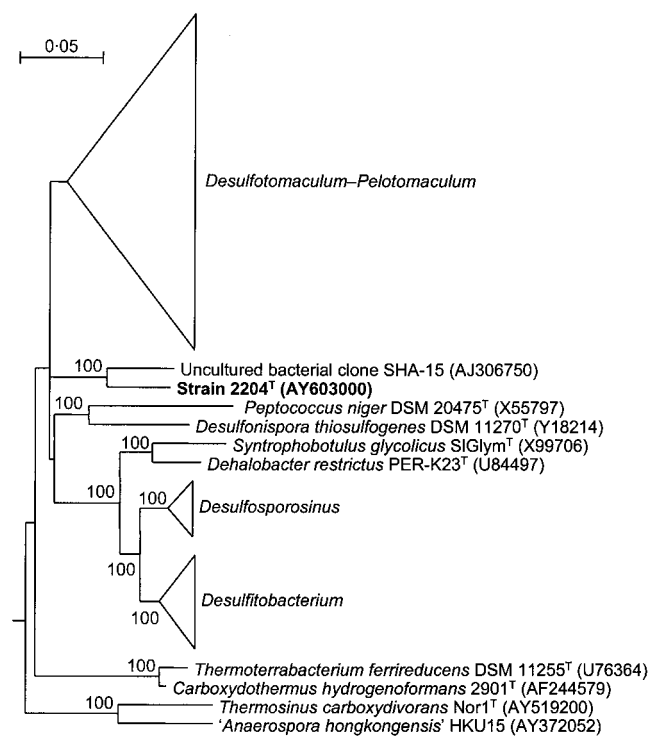 0·05
Desulfotomaculum–Pelotomaculum
100
Uncultured bacterial clone SHA-15 (AJ306750)
Strain 2204ᵀ (AY603000)
100
Peptococcus niger DSM 20475ᵀ (X55797)
Desulfonispora thiosulfogenes DSM 11270ᵀ (Y18214)
100
Syntrophobotulus glycolicus SlGlymᵀ (X99706)
Dehalobacter restrictus PER-K23ᵀ (U84497)
100
100
Desulfosporosinus
100
Desulfitobacterium
100
100
Thermoterrabacterium ferrireducens DSM 11255ᵀ (U76364)
Carboxydothermus hydrogenoformans 2901ᵀ (AF244579)
100
Thermosinus carboxydivorans Nor1ᵀ (AY519200)
'Anaerospora hongkongensis' HKU15 (AY372052)